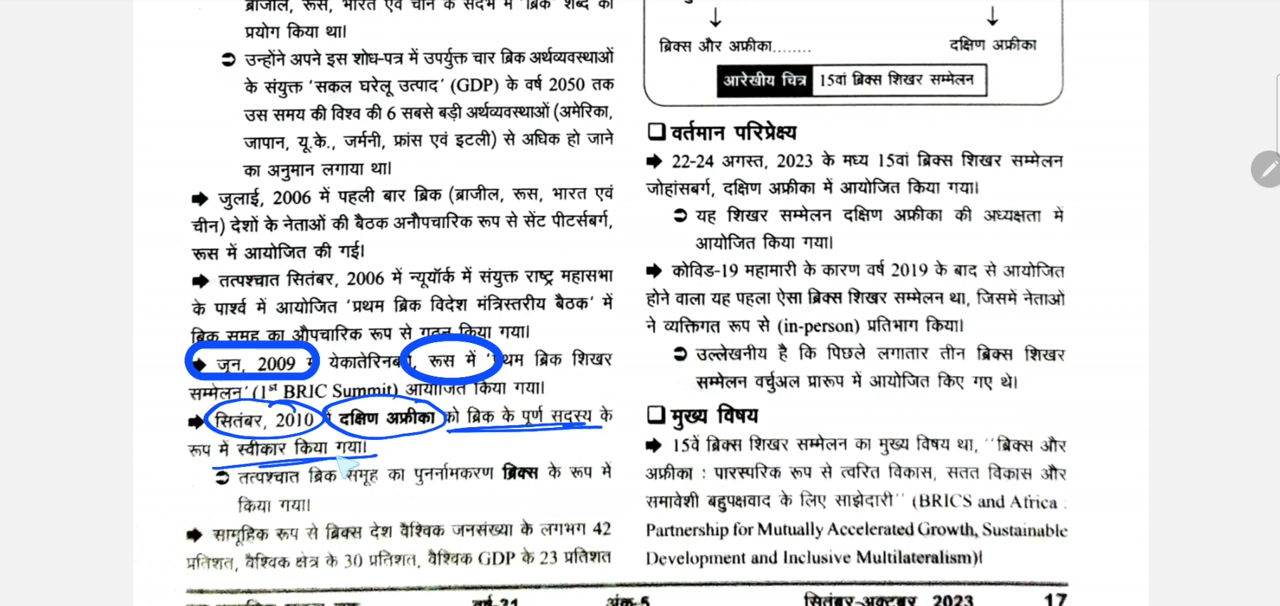 ब्राजील, रूस, भारत एवं चीन के संदर्भ में 'ब्रिक' शब्द का
प्रयोग किया था।
➲ उन्होंने अपने इस शोध-पत्र में उपर्युक्त चार ब्रिक अर्थव्यवस्थाओं
के संयुक्त 'सकल घरेलू उत्पाद' (GDP) के वर्ष 2050 तक
उस समय की विश्व की 6 सबसे बड़ी अर्थव्यवस्थाओं (अमेरिका,
जापान, यू.के., जर्मनी, फ्रांस एवं इटली) से अधिक हो जाने
का अनुमान लगाया था।
➡ जुलाई, 2006 में पहली बार ब्रिक (ब्राजील, रूस, भारत एवं
चीन) देशों के नेताओं की बैठक अनौपचारिक रूप से सेंट पीटर्सबर्ग,
रूस में आयोजित की गई।
➡ तत्पश्चात सितंबर, 2006 में न्यूयॉर्क में संयुक्त राष्ट्र महासभा
के पार्श्व में आयोजित 'प्रथम ब्रिक विदेश मंत्रिस्तरीय बैठक' में
ब्रिक समूह का औपचारिक रूप से गठन किया गया।
➡ जून, 2009 में येकातेरिनबर्ग, रूस में 'प्रथम ब्रिक शिखर
सम्मेलन' (1st BRIC Summit) आयोजित किया गया।
➡ सितंबर, 2010 में दक्षिण अफ्रीका को ब्रिक के पूर्ण सदस्य के
रूप में स्वीकार किया गया।
➲ तत्पश्चात ब्रिक समूह का पुनर्नामकरण ब्रिक्स के रूप में
किया गया।
➡ सामूहिक रूप से ब्रिक्स देश वैश्विक जनसंख्या के लगभग 42
प्रतिशत, वैश्विक क्षेत्र के 30 प्रतिशत, वैश्विक GDP के 23 प्रतिशत
ब्रिक्स और अफ्रीका........ दक्षिण अफ्रीका
आरेखीय चित्र 15वां ब्रिक्स शिखर सम्मेलन
❑ वर्तमान परिप्रेक्ष्य
➡ 22-24 अगस्त, 2023 के मध्य 15वां ब्रिक्स शिखर सम्मेलन
जोहांसबर्ग, दक्षिण अफ्रीका में आयोजित किया गया।
➲ यह शिखर सम्मेलन दक्षिण अफ्रीका की अध्यक्षता में
आयोजित किया गया।
➡ कोविड-19 महामारी के कारण वर्ष 2019 के बाद से आयोजित
होने वाला यह पहला ऐसा ब्रिक्स शिखर सम्मेलन था, जिसमें नेताओं
ने व्यक्तिगत रूप से (in-person) प्रतिभाग किया।
➲ उल्लेखनीय है कि पिछले लगातार तीन ब्रिक्स शिखर
सम्मेलन वर्चुअल प्रारूप में आयोजित किए गए थे।
❑ मुख्य विषय
➡ 15वें ब्रिक्स शिखर सम्मेलन का मुख्य विषय था, ''ब्रिक्स और
अफ्रीका : पारस्परिक रूप से त्वरित विकास, सतत विकास और
समावेशी बहुपक्षवाद के लिए साझेदारी'' (BRICS and Africa :
Partnership for Mutually Accelerated Growth, Sustainable
Development and Inclusive Multilateralism)।
वर्ष-21 अंक-5 सितंबर-अक्टूबर 2023 17